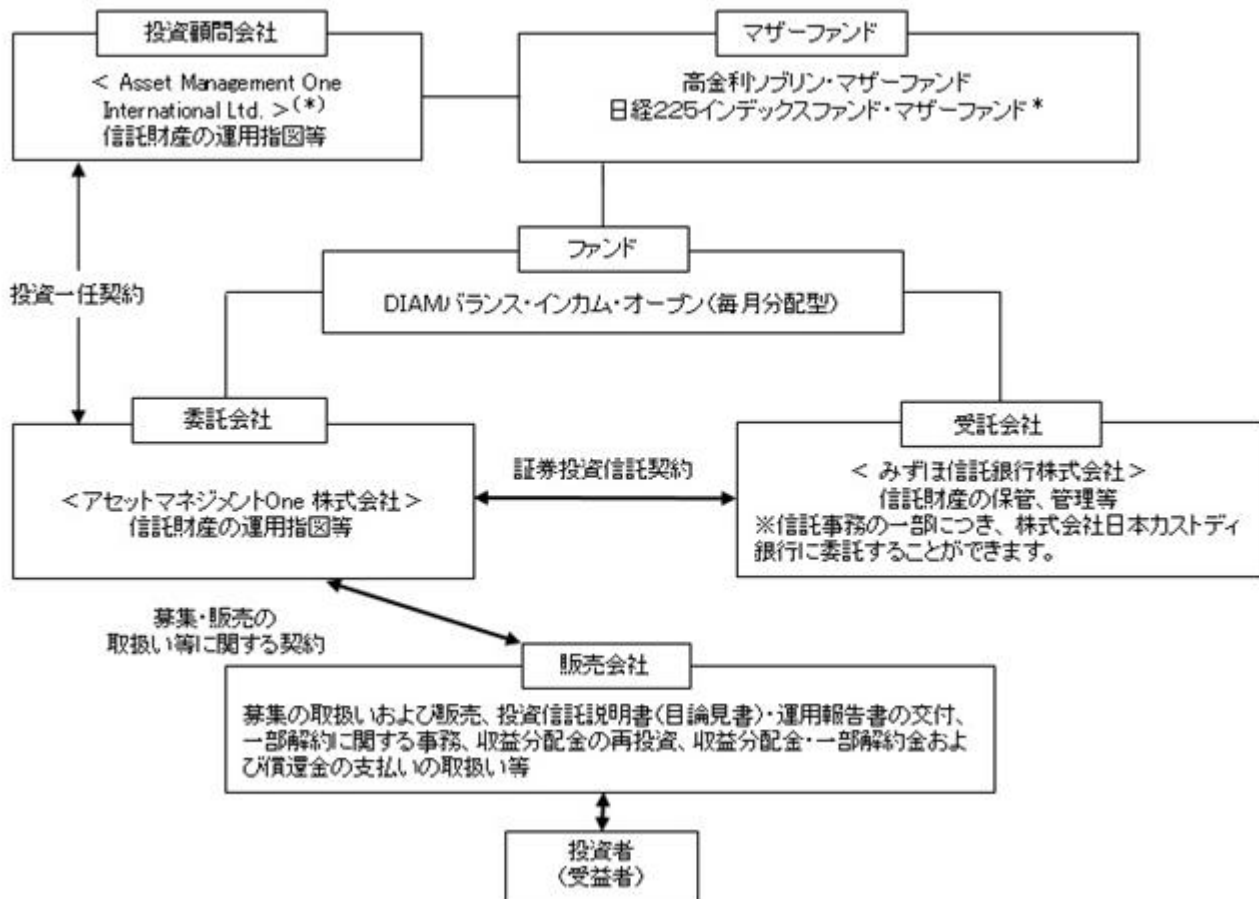 投資顧問会社
< Asset Management One
International Ltd. >(*)
信託財産の運用指図等
マザーファンド
高金利ソブリン・マザーファンド
日経225インデックスファンド・マザーファンド*
ファンド
DIAMバランス・インカム・オープン(毎月分配型)
投資一任契約
委託会社
<アセットマネジメントOne 株式会社>
信託財産の運用指図等
証券投資信託契約
受託会社
< みずほ信託銀行株式会社>
信託財産の保管、管理等
※信託事務の一部につき、株式会社日本カストディ
銀行に委託することができます。
募集・販売の
取扱い等に関する契約
販売会社
募集の取扱いおよび販売、投資信託説明書(目論見書)・運用報告書の交付、
一部解約に関する事務、収益分配金の再投資、収益分配金・一部解約金およ
び償還金の支払いの取扱い等
投資者
(受益者)